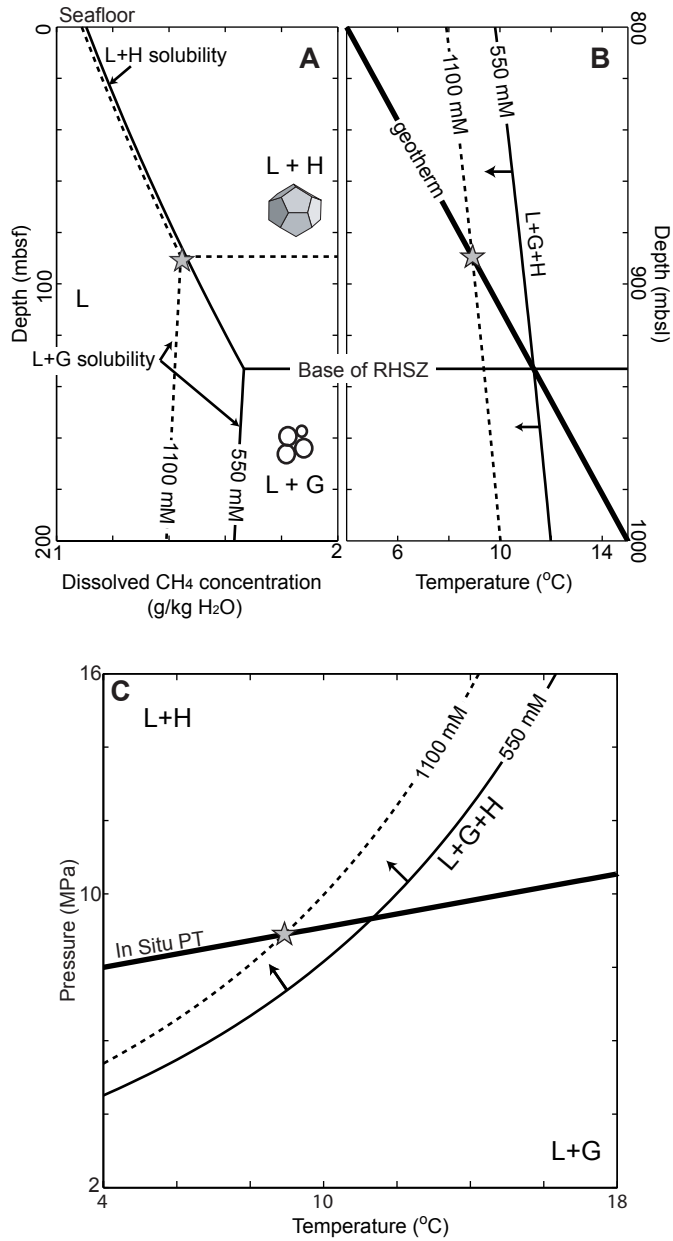 Seafloor
0
L+H solubility
A
L + H
Depth (mbsf)
100
L
L+G solubility
1100 mM
550 mM
L + G
200
1
2
Dissolved CH4 concentration
(g/kg H2O)
800
B
1100 mM
550 mM
geotherm
L+G+H
Depth (mbsl)
900
Base of RHSZ
1000
6
10
14
Temperature (oC)
16
C
L+H
1100 mM
550 mM
L+G+H
Pressure (MPa)
10
In Situ PT
L+G
2
4
10
18
Temperature (oC)